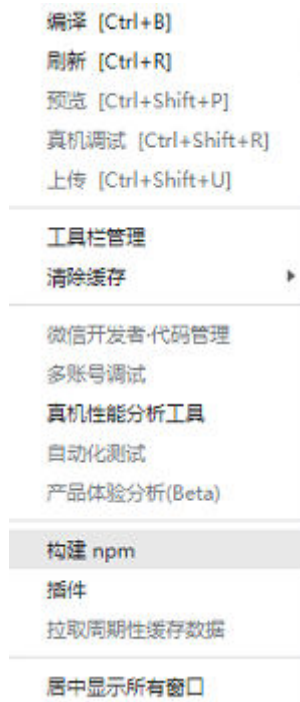 编译 [Ctrl+B]
刷新 [Ctrl+R]
预览 [Ctrl+Shift+P]
真机调试 [Ctrl+Shift+R]
上传 [Ctrl+Shift+U]
工具栏管理
清除缓存
微信开发者·代码管理
多账号调试
真机性能分析工具
自动化测试
产品体验分析(Beta)
构建 npm
插件
拉取周期性缓存数据
居中显示所有窗口